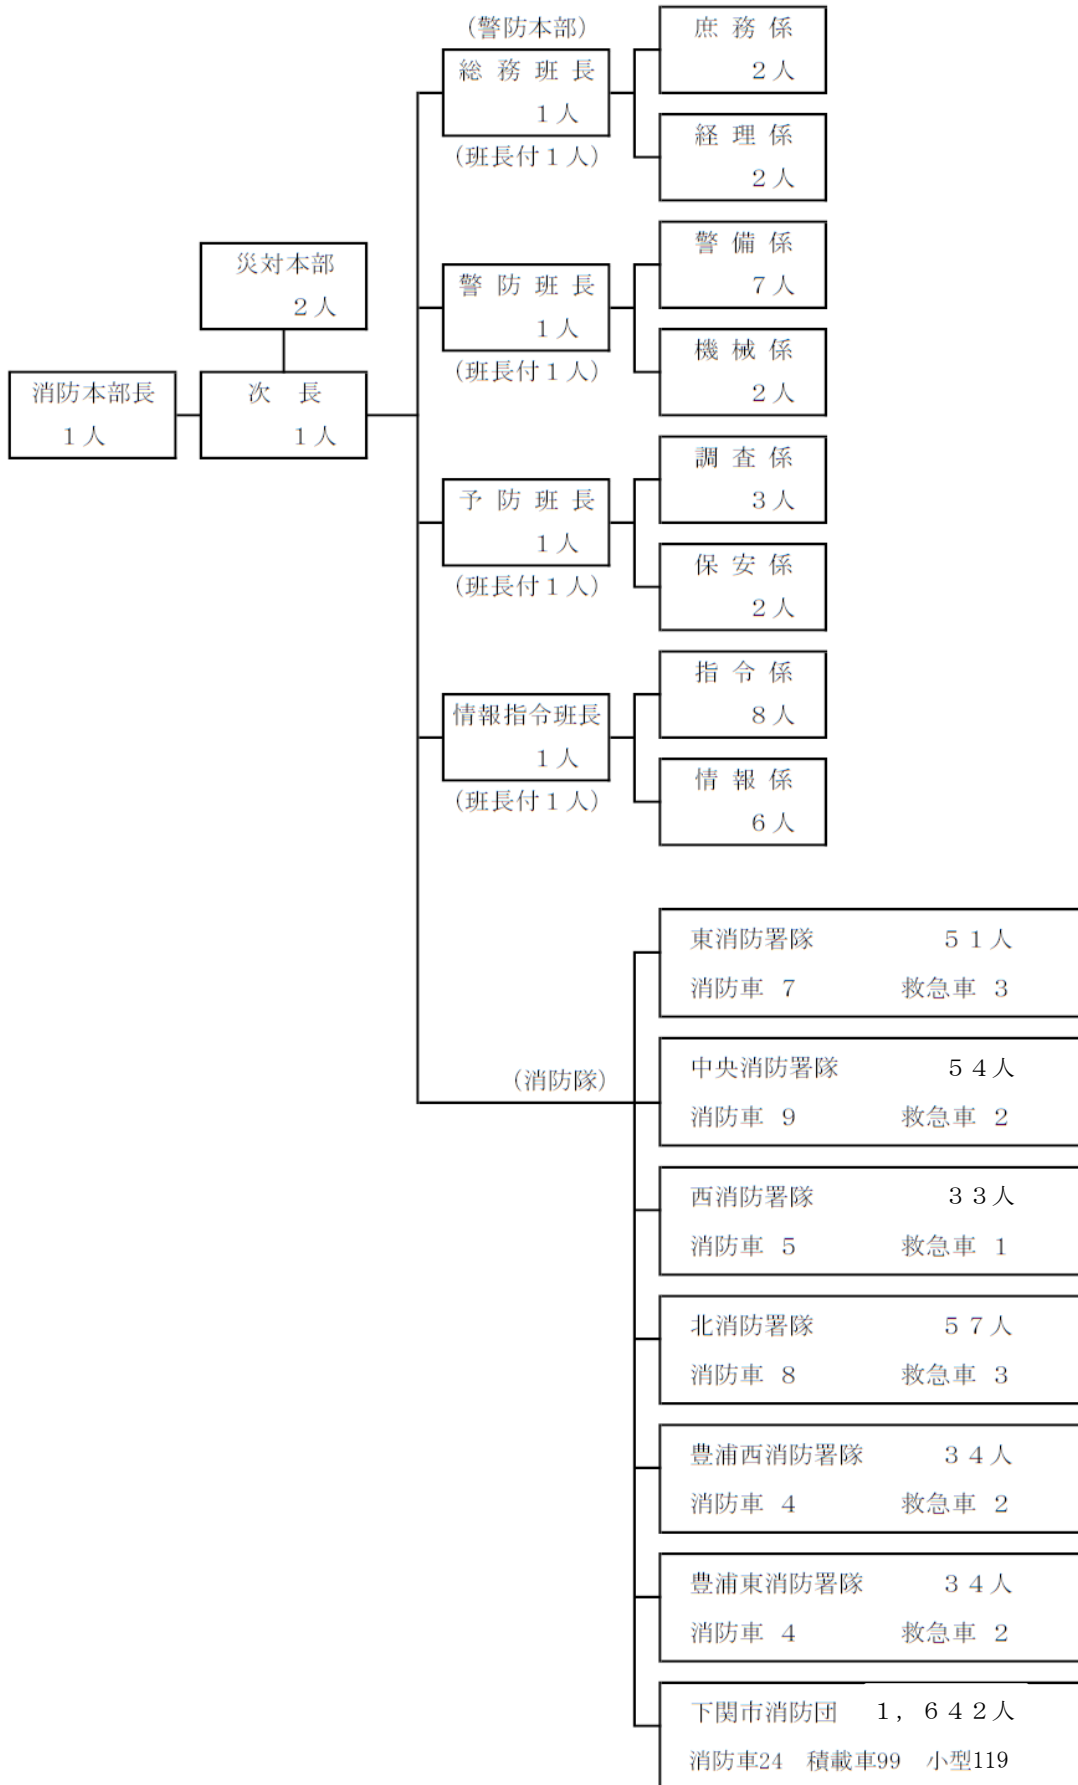 消防本部長
1人
災対本部
2人
次 長
1人
(警防本部)
総 務 班 長
1人
(班長付1人)
庶 務 係
2人
経 理 係
2人
警 防 班 長
1人
(班長付1人)
警 備 係
7人
機 械 係
2人
予 防 班 長
1人
(班長付1人)
調 査 係
3人
保 安 係
2人
情報指令班長
1人
(班長付1人)
指 令 係
8人
情 報 係
6人
(消防隊)
東消防署隊 51人
消防車 7 救急車 3
中央消防署隊 54人
消防車 9 救急車 2
西消防署隊 33人
消防車 5 救急車 1
北消防署隊 57人
消防車 8 救急車 3
豊浦西消防署隊 34人
消防車 4 救急車 2
豊浦東消防署隊 34人
消防車 4 救急車 2
下関市消防団 1,642人
消防車24 積載車99 小型119